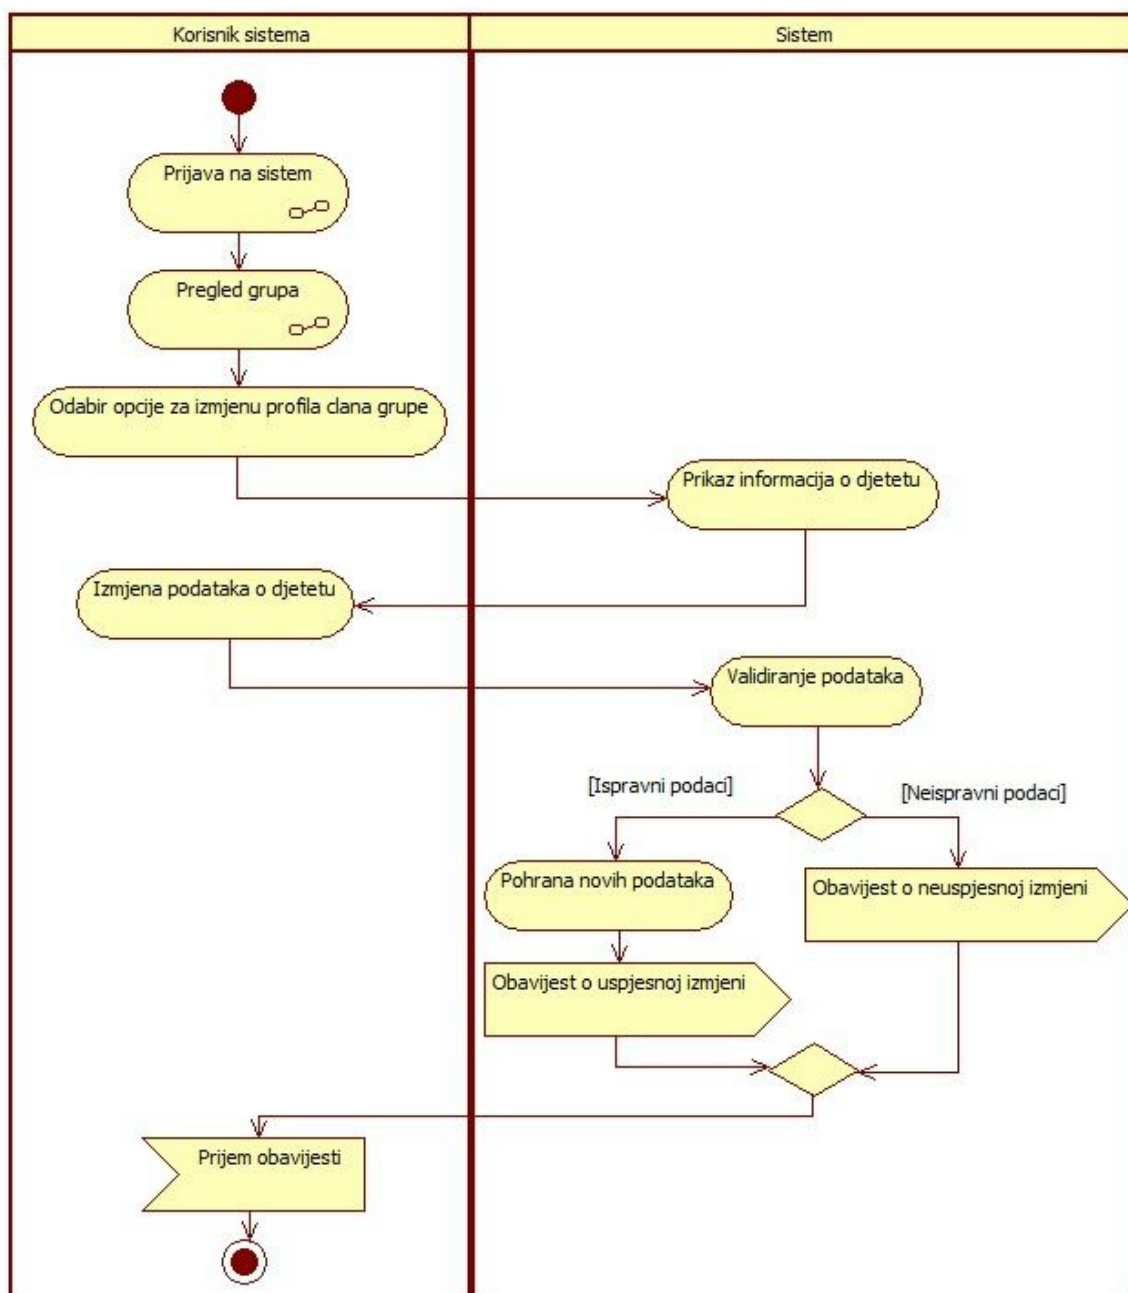 Korisnik sistema
Sistem
Prijava na sistem
Pregled grupa
Odabir opcije za izmjenu profila clana grupe
Prikaz informacija o djetetu
Izmjena podataka o djetetu
Validiranje podataka
[Ispravni podaci]
[Neispravni podaci]
Pohrana novih podataka
Obavijest o neuspjesnoj izmjeni
Obavijest o uspjesnoj izmjeni
Prijem obavijesti